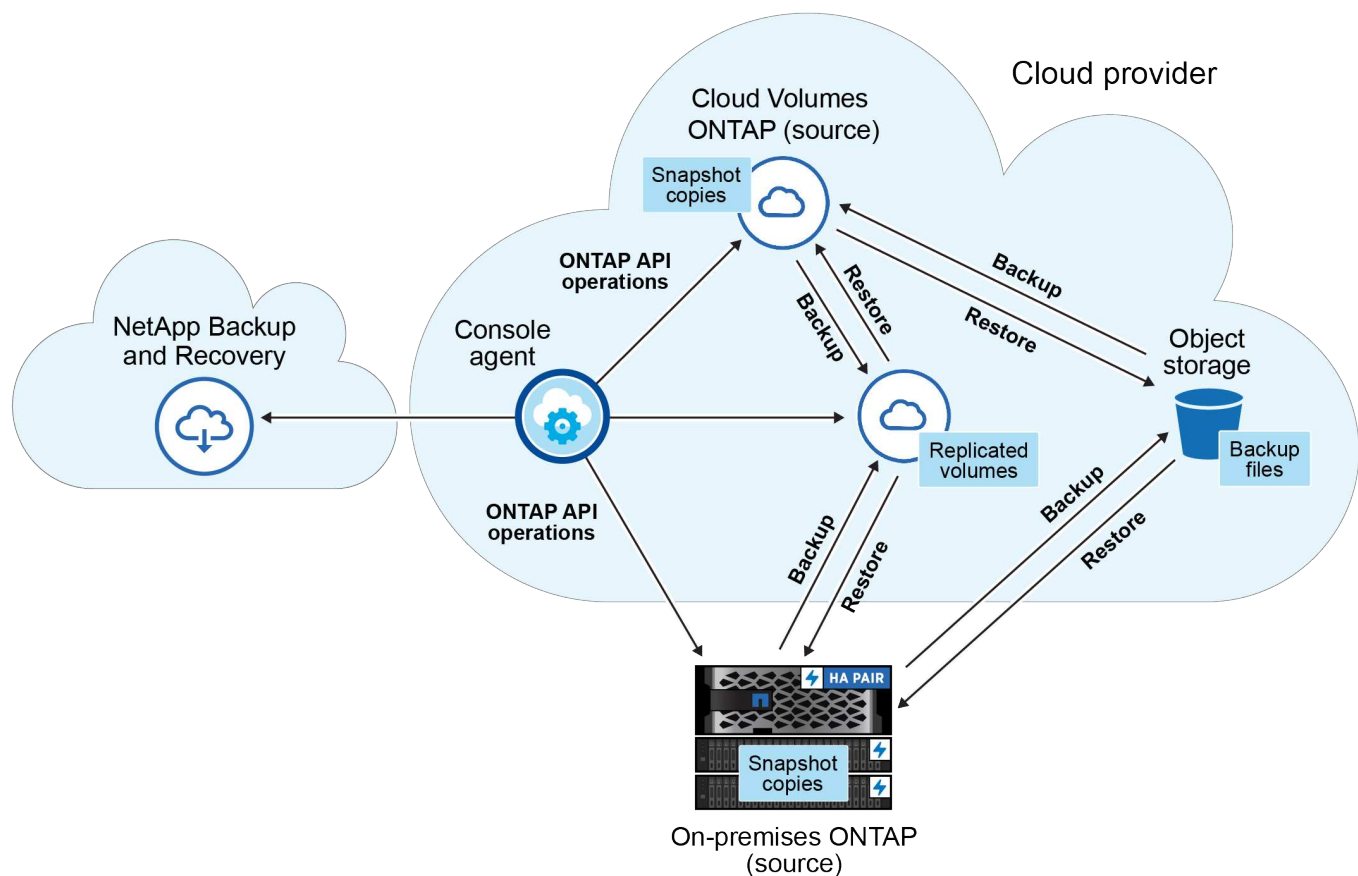 Cloud provider
Cloud Volumes
ONTAP (source)
Snapshot
copies
ONTAP API
operations
Backup
Restore
Backup
Restore
NetApp Backup
and Recovery
Console
agent
Object
storage
Replicated
volumes
Backup
files
ONTAP API
operations
Backup
Restore
Backup
Restore
HA PAIR
Snapshot
copies
On-premises ONTAP
(source)